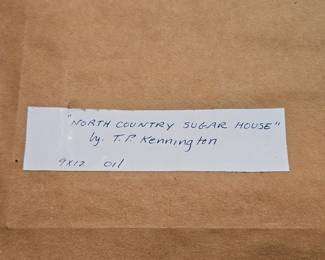 "NORTH COUNTRY SUGAR HOUSE"
by T.P. Kennington
9X12 oil